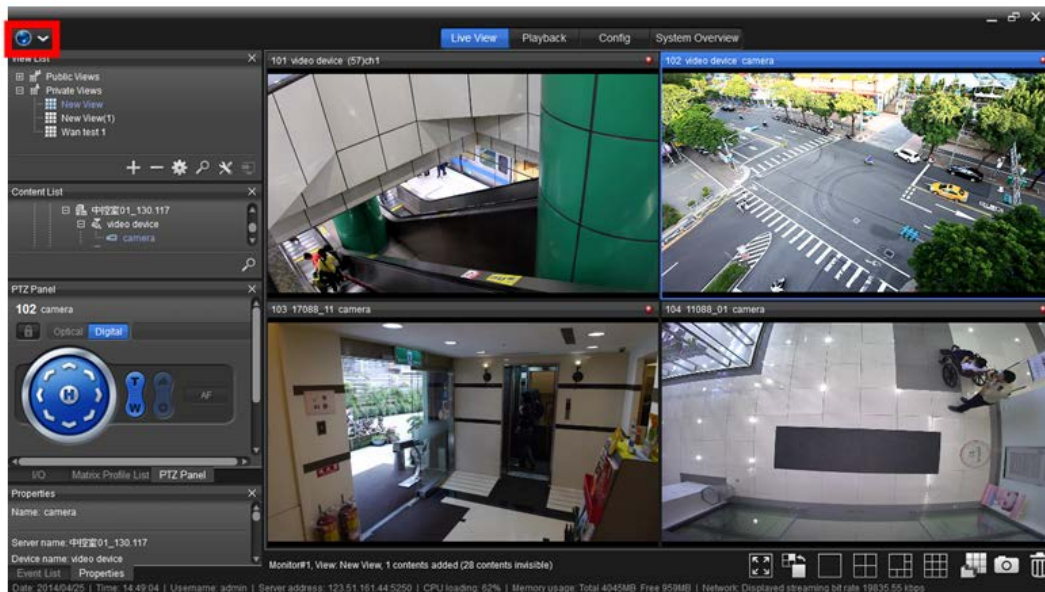 Live View Playback Config System Overview
View List
Public Views
Private Views
New View
New View(1)
Wan test 1
Content List
中控室01_130.117
video device
camera
PTZ Panel
102 camera
Optical Digital
H
T
W
AF
I/O Matrix Profile List PTZ Panel
Properties
Name: camera
Server name: 中控室01_130.117
Device name: video device
Event List Properties
101 video device (57)ch1
102 video device camera
103 17088_11 camera
104 11088_01 camera
Monitor#1, View: New View, 1 contents added (28 contents invisible)
Date: 2014/04/25 | Time: 14:49:04 | Username: admin | Server address: 123.51.161.44:5250 | CPU loading: 62% | Memory usage: Total 4045MB, Free 959MB | Network: Displayed streaming bit rate 19835.55 kbps